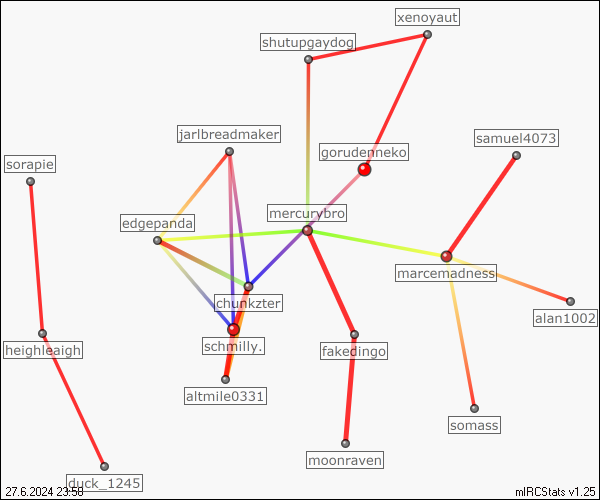 xenoyaut
shutupgaydog
jarlbreadmaker
samuel4073
gorudenneko
sorapie
mercurybro
edgepanda
marcemadness
chunkzter
alan1002
schmilly.
heighleaigh
fakedingo
altmile0331
somass
moonraven
duck_1245
27.6.2024 23:58
mIRCStats v1.25